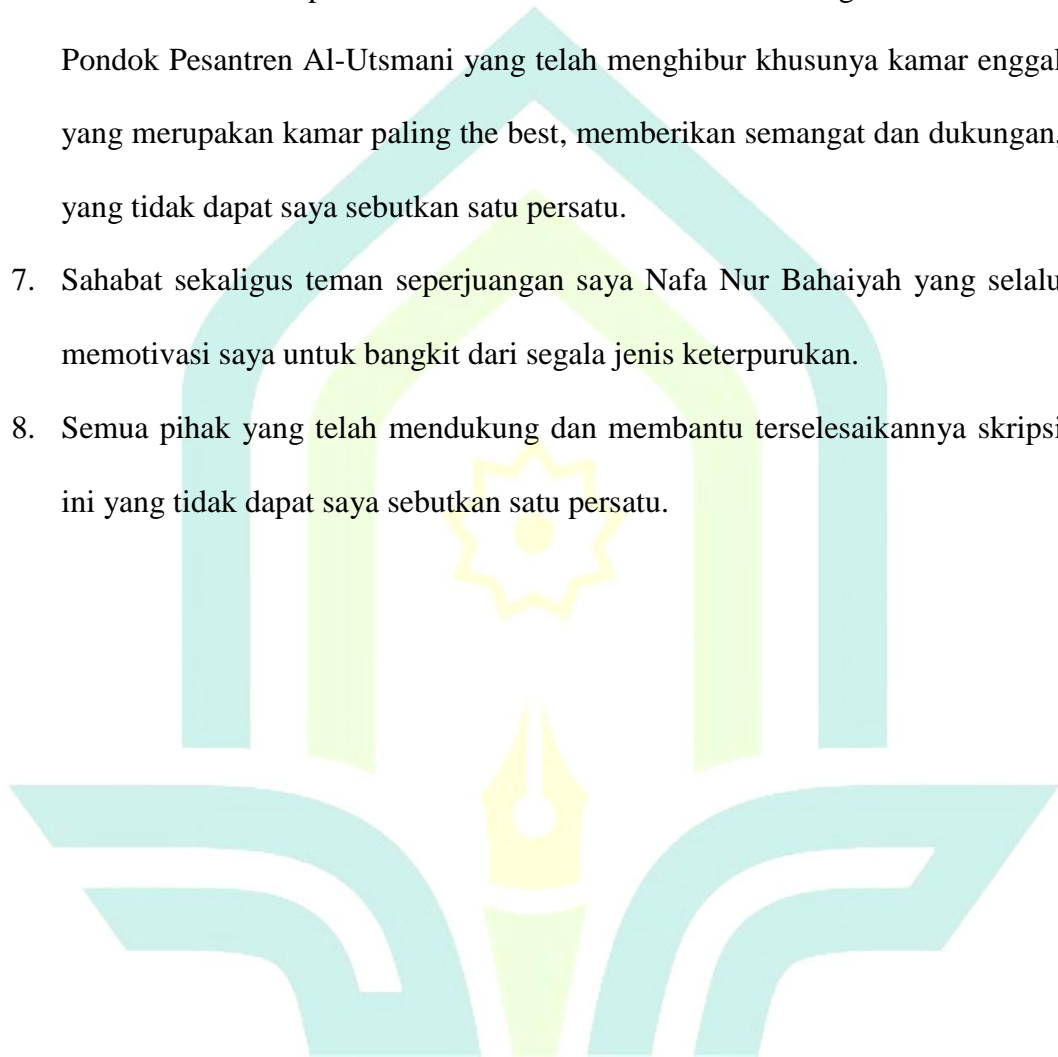 Pondok Pesantren Al-Utsmani yang telah menghibur khusunya kamar enggal
yang merupakan kamar paling the best, memberikan semangat dan dukungan,
yang tidak dapat saya sebutkan satu persatu.
7. Sahabat sekaligus teman seperjuangan saya Nafa Nur Bahaiyah yang selalu
memotivasi saya untuk bangkit dari segala jenis keterpurukan.
8. Semua pihak yang telah mendukung dan membantu terselesaikannya skripsi
ini yang tidak dapat saya sebutkan satu persatu.